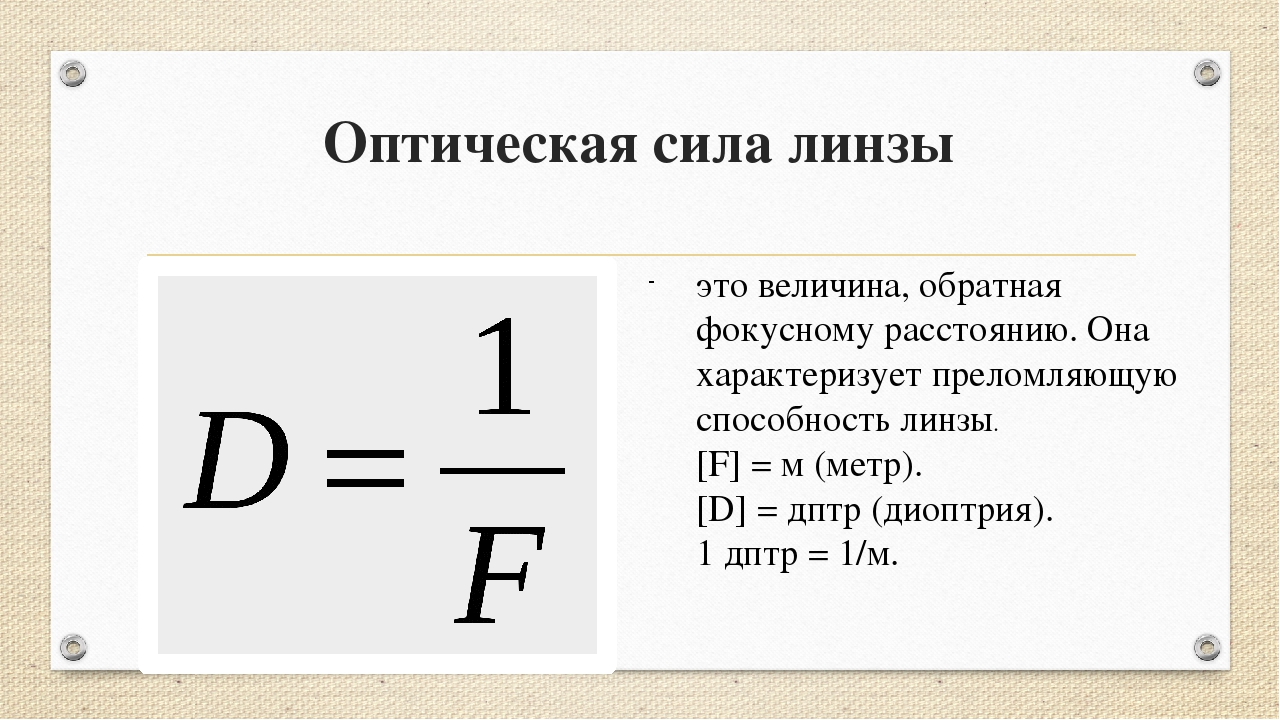 Оптическая сила линзы
D = 1/F
- это величина, обратная
фокусному расстоянию. Она
характеризует преломляющую
способность линзы.
[F] = м (метр).
[D] = дптр (диоптрия).
1 дптр = 1/м.